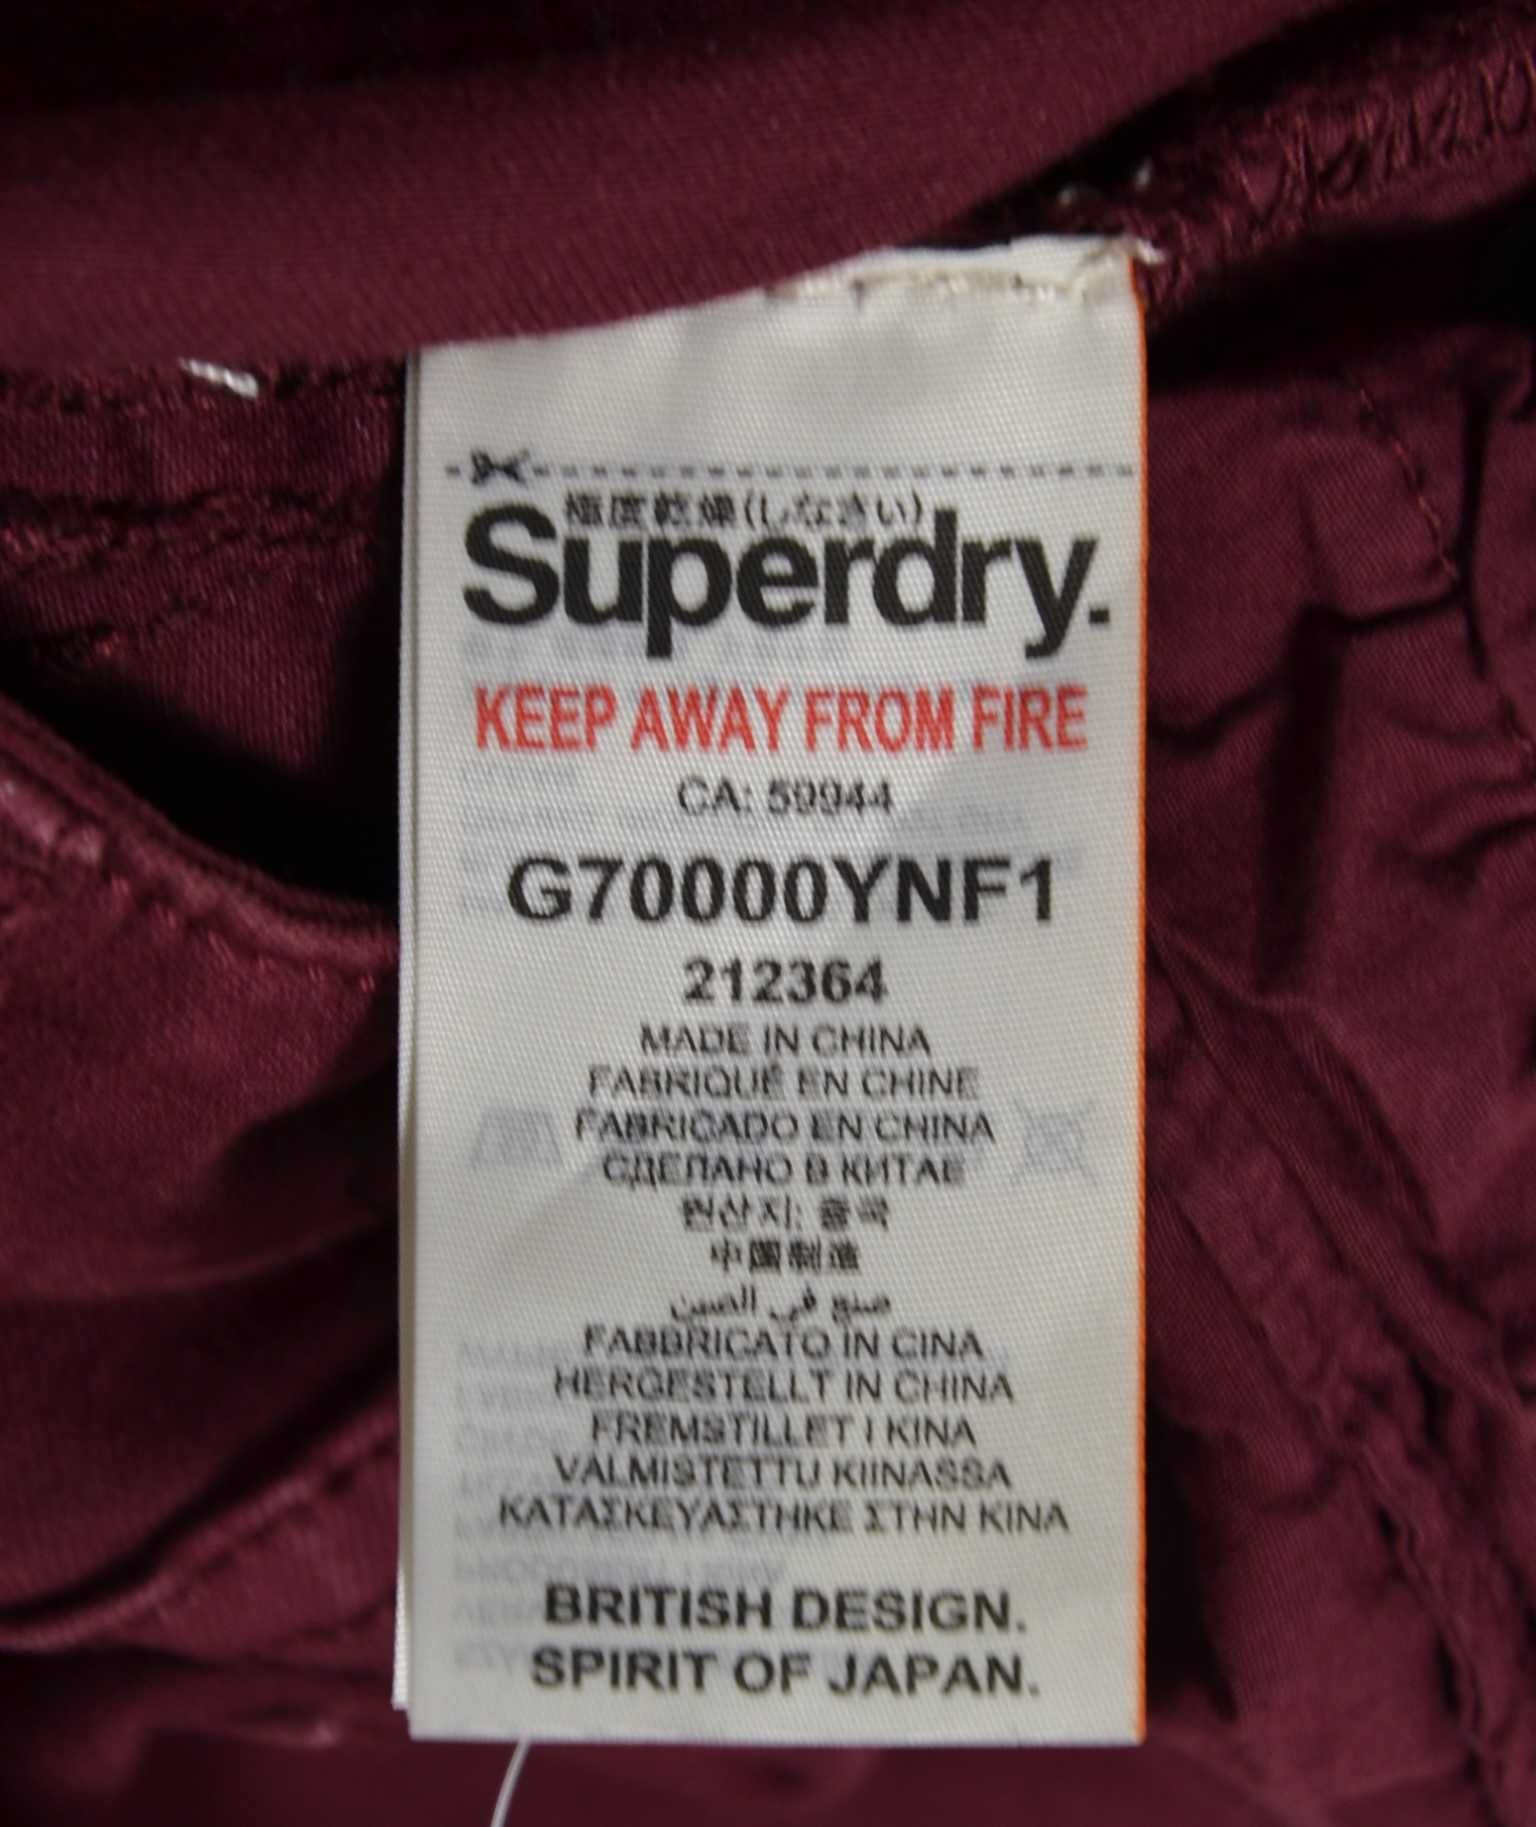 極度乾燥(しなさい)
Superdry.
KEEP AWAY FROM FIRE
CA: 59944
G70000YNF1
212364
MADE IN CHINA
FABRIQUÉ EN CHINE
FABRICADO EN CHINA
СДЕЛАНО В КИТАЕ
원산지: 중국
中国制造
صنع في الصين
FABBRICATO IN CINA
HERGESTELLT IN CHINA
FREMSTILLET I KINA
VALMISTETTU KIINASSA
ΚΑΤΑΣΚΕΥΑΣΤΗΚΕ ΣΤΗΝ ΚΙΝΑ
BRITISH DESIGN.
SPIRIT OF JAPAN.